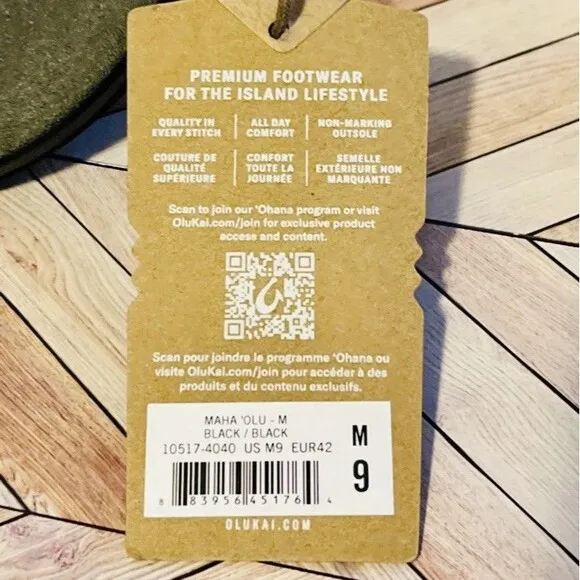 PREMIUM FOOTWEAR
FOR THE ISLAND LIFESTYLE
QUALITY IN
EVERY STITCH
ALL DAY
COMFORT
NON-MARKING
OUTSOLE
COUTURE DE
QUALITÉ
SUPÉRIEURE
CONFORT
TOUTE LA
JOURNÉE
SEMELLE
EXTÉRIEURE NON
MARQUANTE
Scan to join our 'Ohana program or visit
OluKai.com/join for exclusive product
access and content.
Scan pour joindre le programme 'Ohana ou
visite OluKai.com/join pour accéder à des
produits et du contenu exclusifs.
MAHA 'OLU - M
BLACK / BLACK
10517-4040 US M9 EUR42
M
9
8 83956 45176 4
OLUKAI.COM